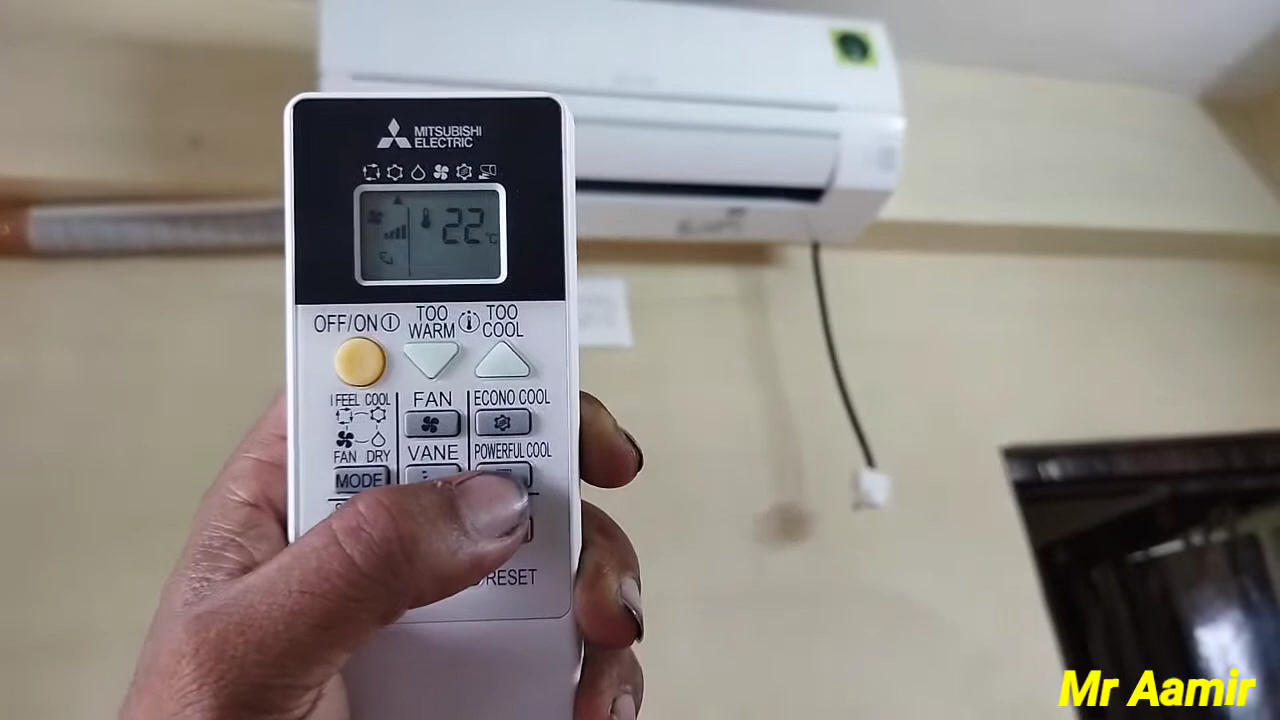 MITSUBISHI
ELECTRIC
22°C
OFF/ON
TOO
WARM
TOO
COOL
I FEEL COOL
FAN
ECONO COOL
FAN DRY
VANE
POWERFUL COOL
MODE
RESET
Mr Aamir